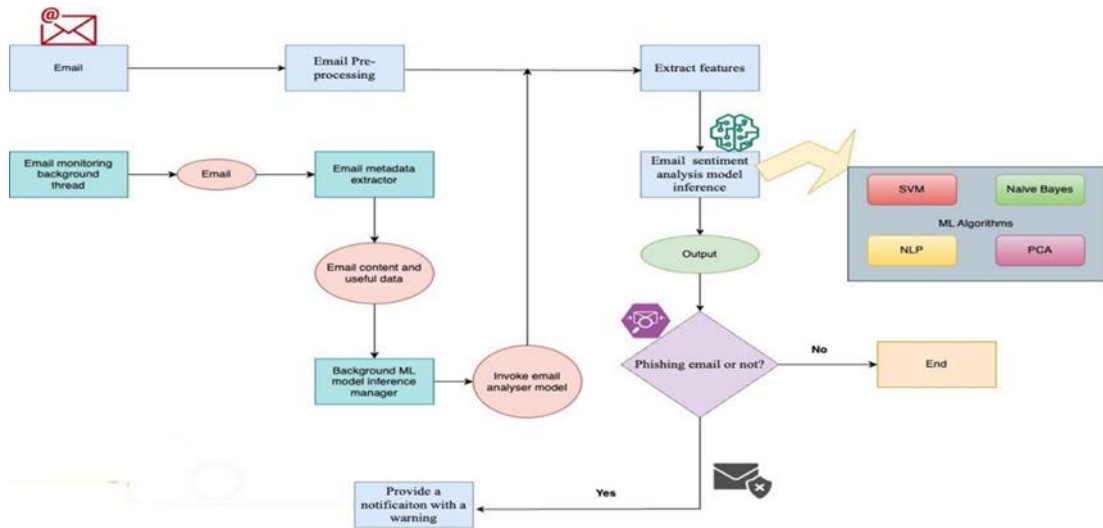 @
Email
Email Pre-
processing
Extract features
Email monitoring
background
thread
Email
Email metadata
extractor
Email sentiment
analysis model
inference
SVM
Naive Bayes
ML Algorithms
NLP
PCA
Email content and
useful data
Output
Background ML
model inference
manager
Invoke email
analyser model
Phishing email or not?
No
End
Yes
Provide a
notificaiton with a
warning